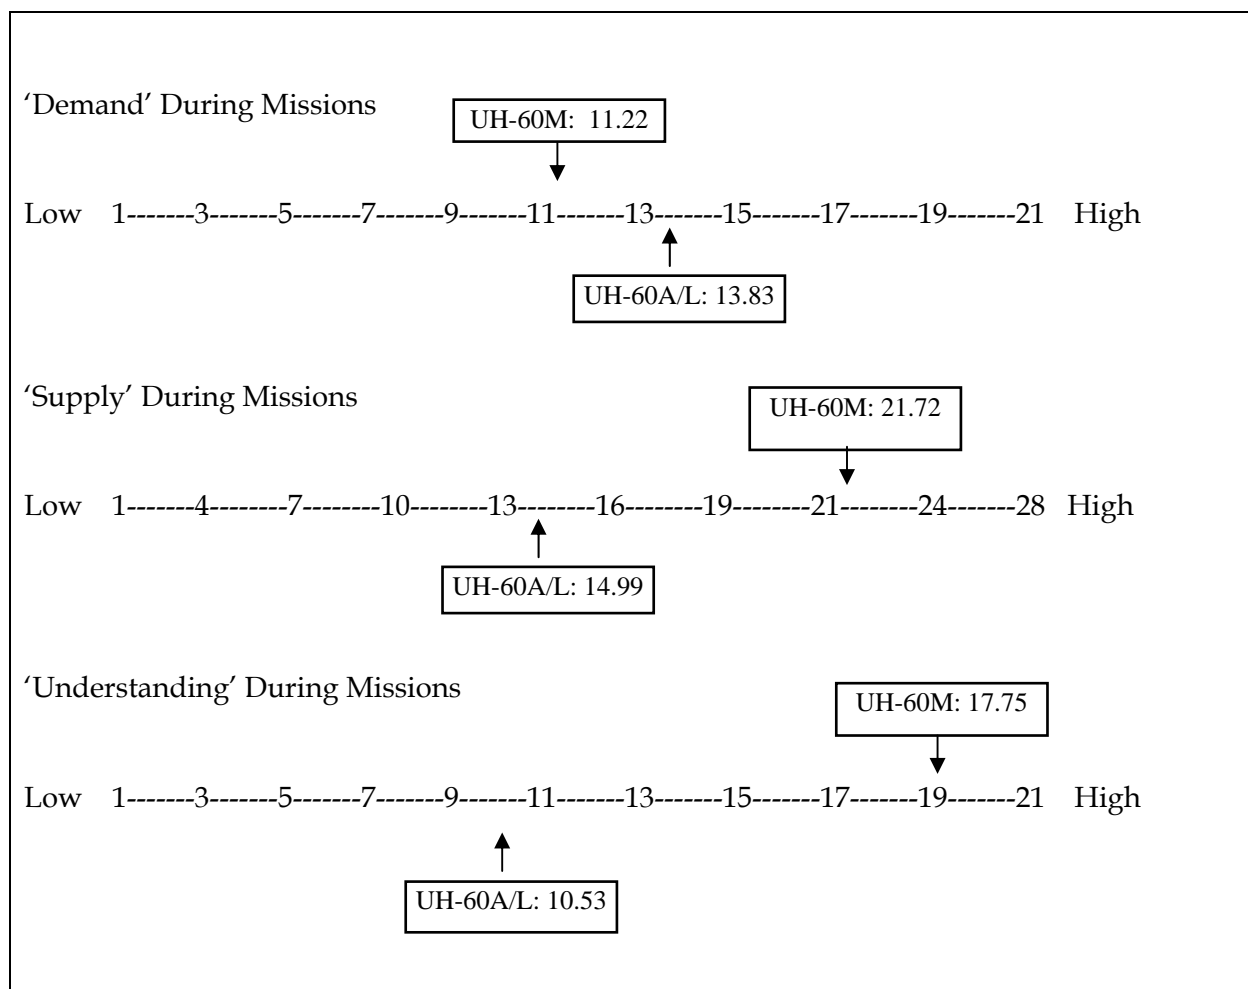 ‘Demand’ During Missions
UH-60M:  11.22
Low 1-------3-------5-------7-------9-------11--------13-------15-------17-------19-------21 High
UH-60A/L: 13.83
‘Supply’ During Missions
UH-60M: 21.72
Low 1-------4-------7--------10--------13--------16--------19--------21--------24-------28 High
UH-60A/L: 14.99
‘Understanding’ During Missions
UH-60M: 17.75
Low 1-------3-------5-------7-------9-------11-------13--------15-------17-------19-------21 High
UH-60A/L: 10.53